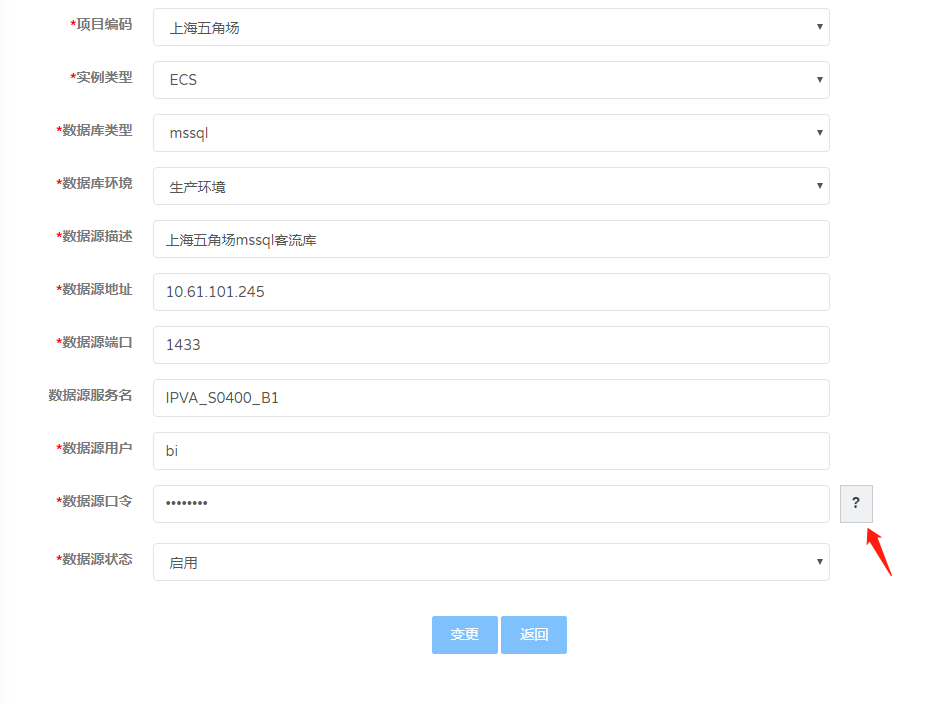 *项目编码 上海五角场
*实例类型 ECS
*数据库类型 mssql
*数据库环境 生产环境
*数据源描述 上海五角场mssql客流库
*数据源地址 10.61.101.245
*数据源端口 1433
数据源服务名 IPVA_S0400_B1
*数据源用户 bi
*数据源口令 •••••••• ?
*数据源状态 启用
变更 返回